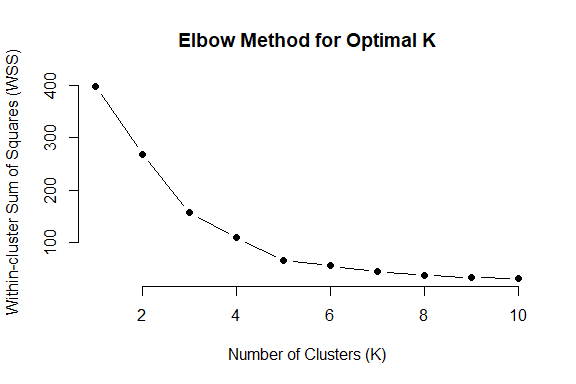 Elbow Method for Optimal K
Within-cluster Sum of Squares (WSS)
400
300
200
100
2 4 6 8 10
Number of Clusters (K)